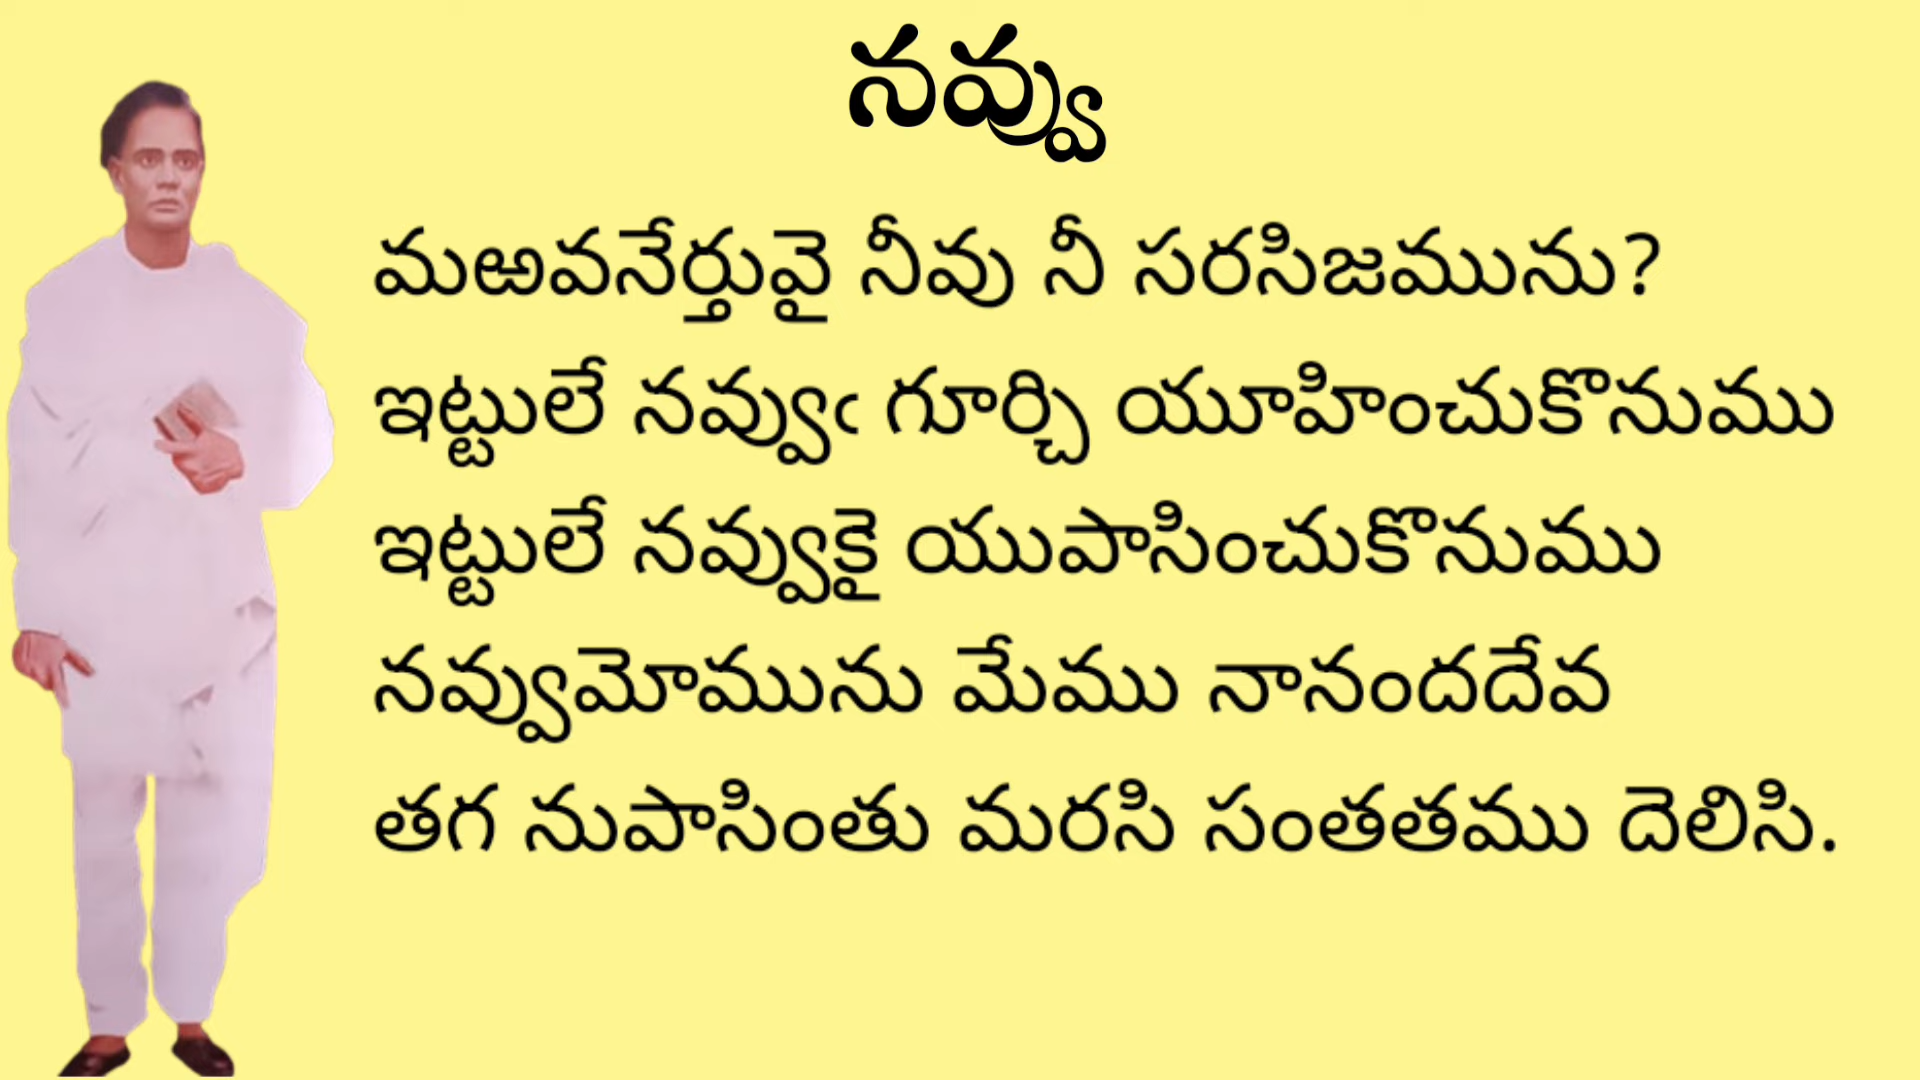 నవ్వు
మఱవనేర్తువై నీవు నీ సరసిజమును?
ఇట్టులే నవ్వుఁ గూర్చి యూహించుకొనుము
ఇట్టులే నవ్వుకై యుపాసించుకొనుము
నవ్వుమోమును మేము నానందదేవ
తగ నుపాసింతు మరసి సంతతము దెలిసి.